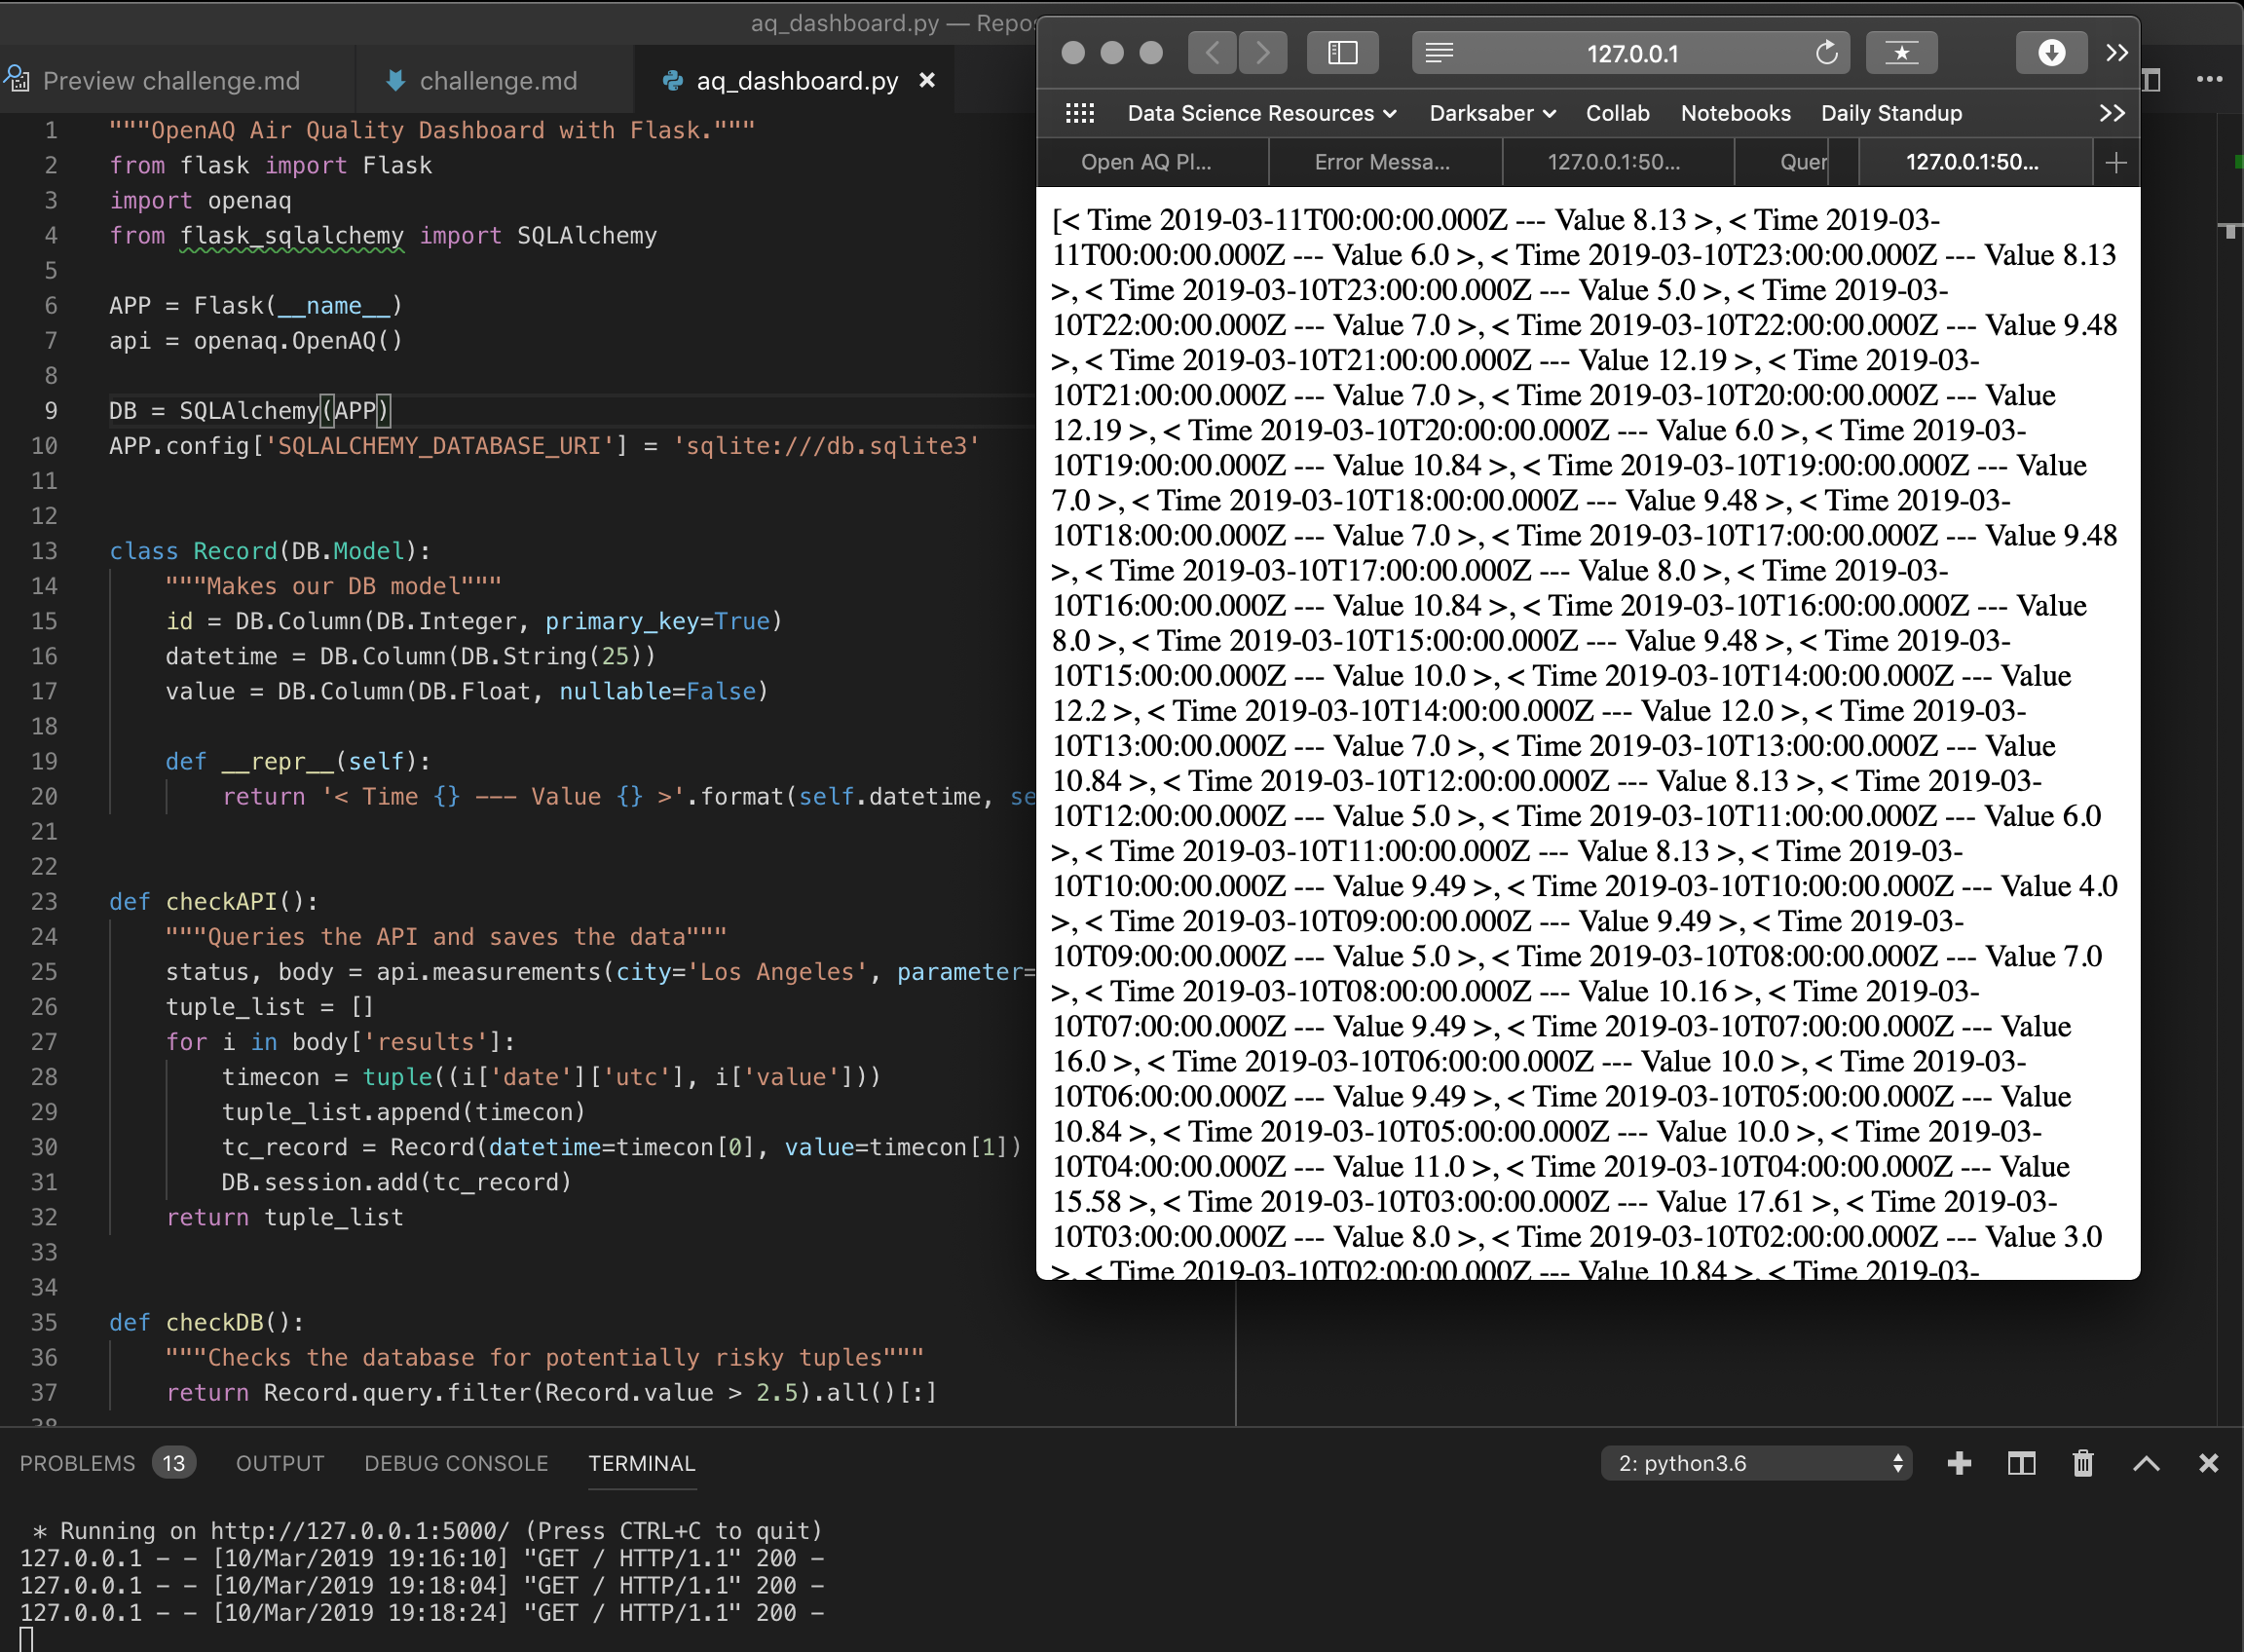 aq_dashboard.py — Repos
Preview challenge.md
challenge.md
aq_dashboard.py
1 """OpenAQ Air Quality Dashboard with Flask."""
2 from flask import Flask
3 import openaq
4 from flask_sqlalchemy import SQLAlchemy
5
6 APP = Flask(__name__)
7 api = openaq.OpenAQ()
8
9 DB = SQLAlchemy(APP)
10 APP.config['SQLALCHEMY_DATABASE_URI'] = 'sqlite:///db.sqlite3'
11
12
13 class Record(DB.Model):
14 """Makes our DB model"""
15 id = DB.Column(DB.Integer, primary_key=True)
16 datetime = DB.Column(DB.String(25))
17 value = DB.Column(DB.Float, nullable=False)
18
19 def __repr__(self):
20 return '< Time {} --- Value {} >'.format(self.datetime, se
21
22
23 def checkAPI():
24 """Queries the API and saves the data"""
25 status, body = api.measurements(city='Los Angeles', parameter=
26 tuple_list = []
27 for i in body['results']:
28 timecon = tuple((i['date']['utc'], i['value']))
29 tuple_list.append(timecon)
30 tc_record = Record(datetime=timecon[0], value=timecon[1])
31 DB.session.add(tc_record)
32 return tuple_list
33
34
35 def checkDB():
36 """Checks the database for potentially risky tuples"""
37 return Record.query.filter(Record.value > 2.5).all()[:]
38
127.0.0.1
Data Science Resources Darksaber Collab Notebooks Daily Standup
Open AQ Pl... Error Messa... 127.0.0.1:50... Quer 127.0.0.1:50...
[< Time 2019-03-11T00:00:00.000Z --- Value 8.13 >, < Time 2019-03-
11T00:00:00.000Z --- Value 6.0 >, < Time 2019-03-10T23:00:00.000Z --- Value 8.13
>, < Time 2019-03-10T23:00:00.000Z --- Value 5.0 >, < Time 2019-03-
10T22:00:00.000Z --- Value 7.0 >, < Time 2019-03-10T22:00:00.000Z --- Value 9.48
>, < Time 2019-03-10T21:00:00.000Z --- Value 12.19 >, < Time 2019-03-
10T21:00:00.000Z --- Value 7.0 >, < Time 2019-03-10T20:00:00.000Z --- Value
12.19 >, < Time 2019-03-10T20:00:00.000Z --- Value 6.0 >, < Time 2019-03-
10T19:00:00.000Z --- Value 10.84 >, < Time 2019-03-10T19:00:00.000Z --- Value
7.0 >, < Time 2019-03-10T18:00:00.000Z --- Value 9.48 >, < Time 2019-03-
10T18:00:00.000Z --- Value 7.0 >, < Time 2019-03-10T17:00:00.000Z --- Value 9.48
>, < Time 2019-03-10T17:00:00.000Z --- Value 8.0 >, < Time 2019-03-
10T16:00:00.000Z --- Value 10.84 >, < Time 2019-03-10T16:00:00.000Z --- Value
8.0 >, < Time 2019-03-10T15:00:00.000Z --- Value 9.48 >, < Time 2019-03-
10T15:00:00.000Z --- Value 10.0 >, < Time 2019-03-10T14:00:00.000Z --- Value
12.2 >, < Time 2019-03-10T14:00:00.000Z --- Value 12.0 >, < Time 2019-03-
10T13:00:00.000Z --- Value 7.0 >, < Time 2019-03-10T13:00:00.000Z --- Value
10.84 >, < Time 2019-03-10T12:00:00.000Z --- Value 8.13 >, < Time 2019-03-
10T12:00:00.000Z --- Value 5.0 >, < Time 2019-03-10T11:00:00.000Z --- Value 6.0
>, < Time 2019-03-10T11:00:00.000Z --- Value 8.13 >, < Time 2019-03-
10T10:00:00.000Z --- Value 9.49 >, < Time 2019-03-10T10:00:00.000Z --- Value 4.0
>, < Time 2019-03-10T09:00:00.000Z --- Value 9.49 >, < Time 2019-03-
10T09:00:00.000Z --- Value 5.0 >, < Time 2019-03-10T08:00:00.000Z --- Value 7.0
>, < Time 2019-03-10T08:00:00.000Z --- Value 10.16 >, < Time 2019-03-
10T07:00:00.000Z --- Value 9.49 >, < Time 2019-03-10T07:00:00.000Z --- Value
16.0 >, < Time 2019-03-10T06:00:00.000Z --- Value 10.0 >, < Time 2019-03-
10T06:00:00.000Z --- Value 9.49 >, < Time 2019-03-10T05:00:00.000Z --- Value
10.84 >, < Time 2019-03-10T05:00:00.000Z --- Value 10.0 >, < Time 2019-03-
10T04:00:00.000Z --- Value 11.0 >, < Time 2019-03-10T04:00:00.000Z --- Value
15.58 >, < Time 2019-03-10T03:00:00.000Z --- Value 17.61 >, < Time 2019-03-
10T03:00:00.000Z --- Value 8.0 >, < Time 2019-03-10T02:00:00.000Z --- Value 3.0
>, < Time 2019-03-10T02:00:00.000Z --- Value 10.84 >, < Time 2019-03-
PROBLEMS 13 OUTPUT DEBUG CONSOLE TERMINAL 2: python3.6
* Running on http://127.0.0.1:5000/ (Press CTRL+C to quit)
127.0.0.1 - - [10/Mar/2019 19:16:10] "GET / HTTP/1.1" 200 -
127.0.0.1 - - [10/Mar/2019 19:18:04] "GET / HTTP/1.1" 200 -
127.0.0.1 - - [10/Mar/2019 19:18:24] "GET / HTTP/1.1" 200 -